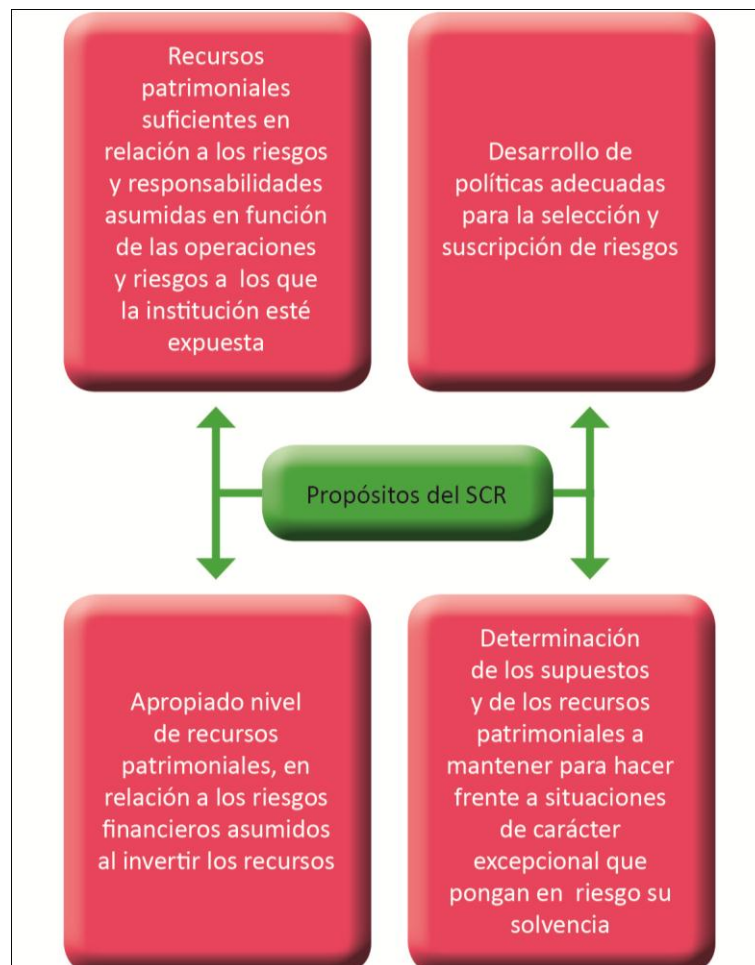 Recursos
patrimoniales
suficientes en
relación a los riesgos
y responsabilidades
asumidas en función
de las operaciones
y riesgos a los que
la institución esté
expuesta
Desarrollo de
políticas adecuadas
para la selección y
suscripción de riesgos
Propósitos del SCR
Apropiado nivel
de recursos
patrimoniales, en
relación a los riesgos
financieros asumidos
al invertir los recursos
Determinación
de los supuestos
y de los recursos
patrimoniales a
mantener para hacer
frente a situaciones
de carácter
excepcional que
pongan en riesgo su
solvencia